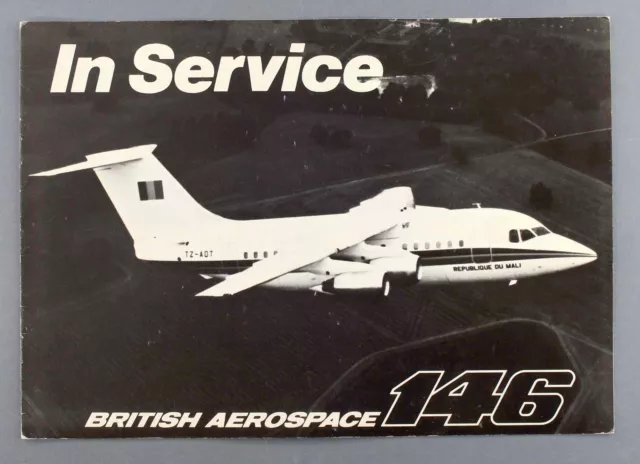 In Service
TZ-ADT
REPUBLIQUE DU MALI
BRITISH AEROSPACE 146